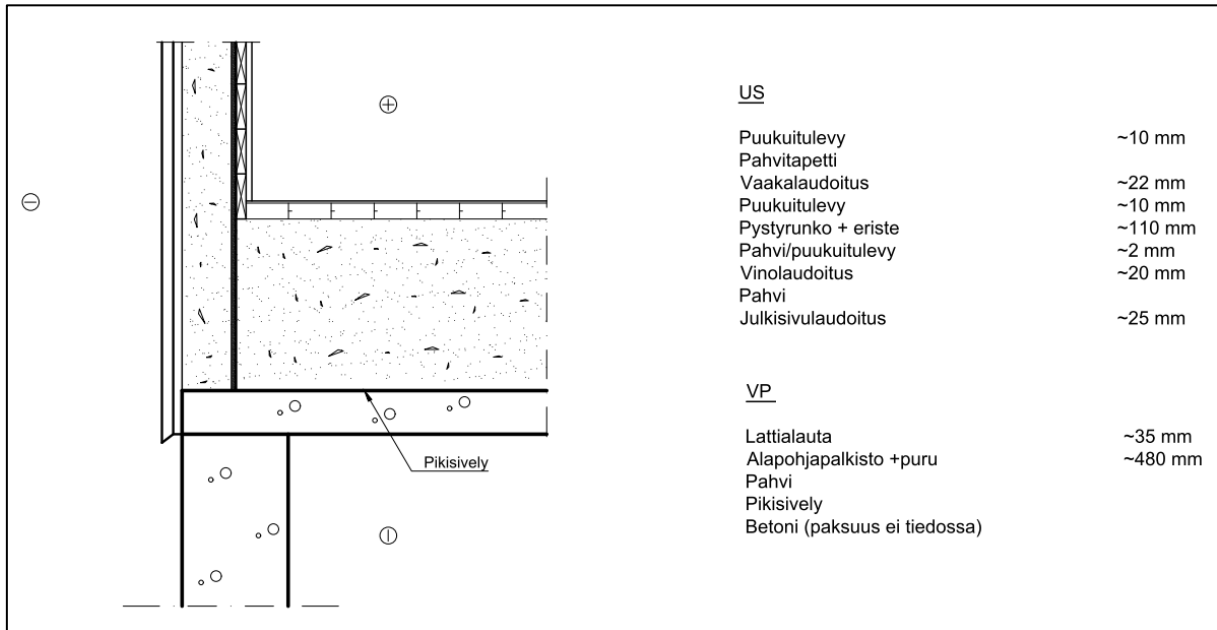 US
Puukuitulevy ~10 mm
Pahvitapetti
Vaakalaudoitus ~22 mm
Puukuitulevy ~10 mm
Pystyrunko + eriste ~110 mm
Pahvi/puukuitulevy ~2 mm
Vinolaudoitus ~20 mm
Pahvi
Julkisivulaudoitus ~25 mm
VP
Lattialauta ~35 mm
Alapohjapalkisto +puru ~480 mm
Pahvi
Pikisively
Betoni (paksuus ei tiedossa)
Pikisively